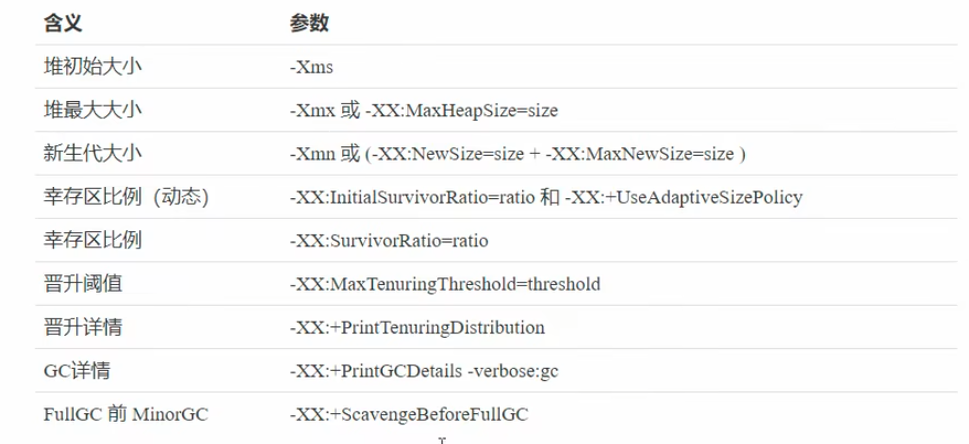 含义 参数
堆初始大小 -Xms
堆最大大小 -Xmx 或 -XX:MaxHeapSize=size
新生代大小 -Xmn 或 (-XX:NewSize=size + -XX:MaxNewSize=size )
幸存区比例（动态） -XX:InitialSurvivorRatio=ratio 和 -XX:+UseAdaptiveSizePolicy
幸存区比例 -XX:SurvivorRatio=ratio
晋升阈值 -XX:MaxTenuringThreshold=threshold
晋升详情 -XX:+PrintTenuringDistribution
GC详情 -XX:+PrintGCDetails -verbose:gc
FullGC 前 MinorGC -XX:+ScavengeBeforeFullGC